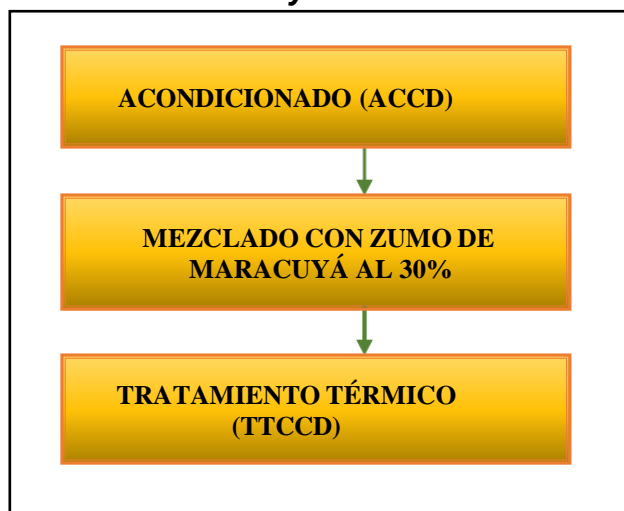 ACONDICIONADO (ACCD)
MEZCLADO CON ZUMO DE
MARACUYÁ AL 30%
TRATAMIENTO TÉRMICO
(TTCCD)